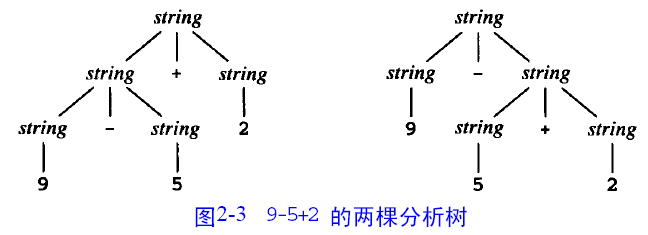 string string
string + string string - string
string - string 2 9 string + string
9 5 5 2
图2-3 9-5+2 的两棵分析树